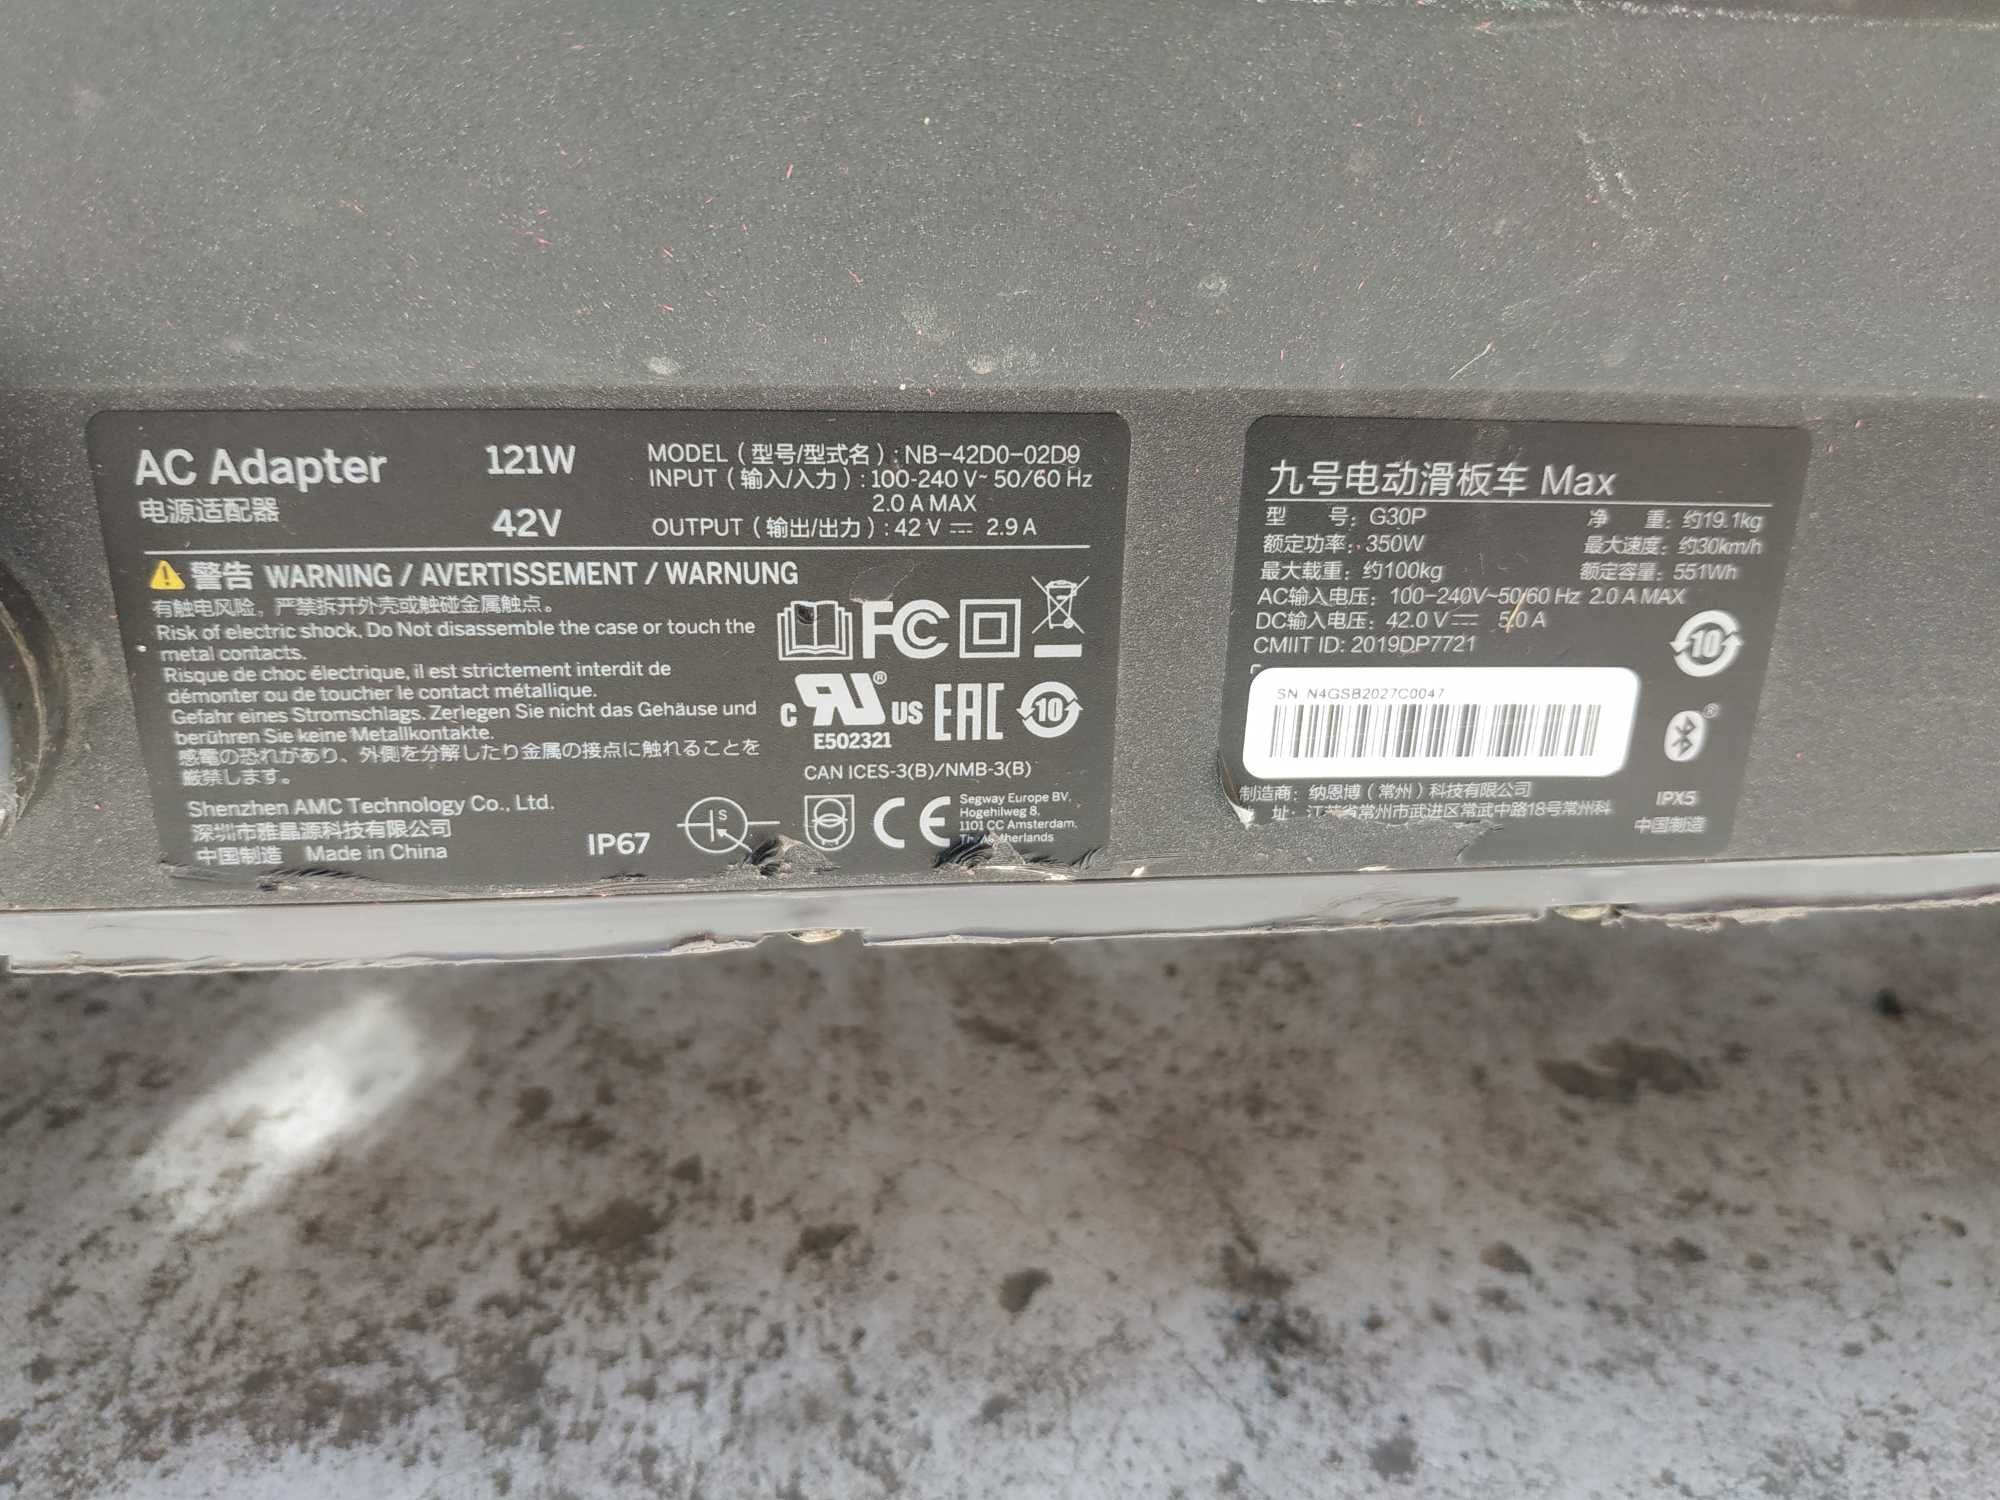 AC Adapter
电源适配器
121W
42V
MODEL（型号/型式名）: NB-42D0-02D9
INPUT（输入/入力）: 100-240 V~ 50/60 Hz
2.0 A MAX
OUTPUT（输出/出力）: 42 V ⎓ 2.9 A
警告 WARNING / AVERTISSEMENT / WARNUNG
有触电风险，严禁拆开外壳或触碰金属触点。
Risk of electric shock, Do Not disassemble the case or touch the
metal contacts.
Risque de choc électrique, il est strictement interdit de
démonter ou de toucher le contact métallique.
Gefahr eines Stromschlags. Zerlegen Sie nicht das Gehäuse und
berühren Sie keine Metallkontakte.
感電の恐れがあり、外側を分解したり金属の接点に触れることを
厳禁します。
Shenzhen AMC Technology Co., Ltd.
深圳市雅晶源科技有限公司
中国制造 Made in China
IP67
S
FC
c RU® US
E502321
EAC
10
CAN ICES-3(B)/NMB-3(B)
CE
Segway Europe BV.
Hogehilweg 8,
1101 CC Amsterdam,
The Netherlands
九号电动滑板车 Max
型 号: G30P 净 重: 约19.1kg
额定功率: 350W 最大速度: 约30km/h
最大载重: 约100kg 额定容量: 551Wh
AC输入电压: 100-240V~50/60 Hz 2.0 A MAX
DC输入电压: 42.0 V ⎓ 5.0 A
CMIIT ID: 2019DP7721
10
SN N4GSB2027C0047
®
制造商: 纳恩博（常州）科技有限公司
址: 江苏省常州市武进区常武中路18号常州科
IPX5
中国制造